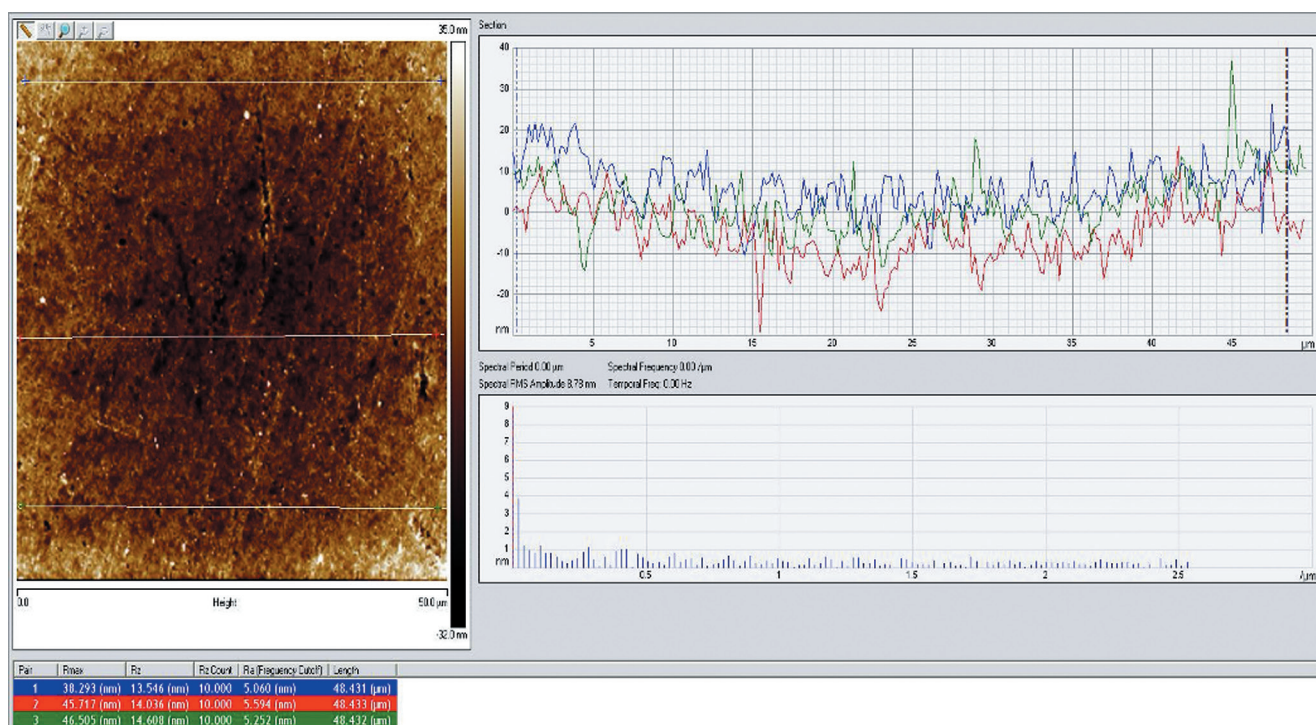 35.0 nm
Section
40
30
20
10
0
-10
-20
nm
5
10
15
20
25
30
35
40
45
µm
Spectral Period 0.00 µm
Spectral Frequency 0.00 /µm
Spectral RMS Amplitude 8.78 nm
Temporal Freq: 0.00 Hz
9
8
7
6
5
4
3
2
1
nm
0.5
1
1.5
2
2.5
/µm
0.0
Height
50.0 µm
-32.0 nm
Pair Rmax Rz Rz Count Ra (Frequency Cutoff) Length
1 38.293 (nm) 13.546 (nm) 10.000 5.060 (nm) 48.431 (µm)
2 45.717 (nm) 14.036 (nm) 10.000 5.594 (nm) 48.433 (µm)
3 46.505 (nm) 14.608 (nm) 10.000 5.252 (nm) 48.432 (µm)